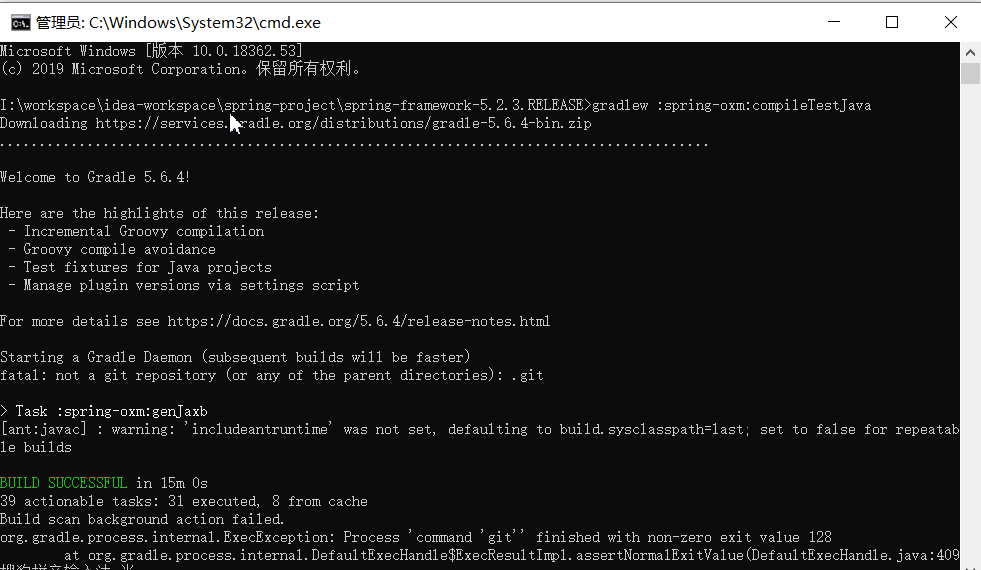 管理员: C:\Windows\System32\cmd.exe
Microsoft Windows [版本 10.0.18362.53]
(c) 2019 Microsoft Corporation。保留所有权利。
I:\workspace\idea-workspace\spring-project\spring-framework-5.2.3.RELEASE>gradlew :spring-oxm:compileTestJava
Downloading https://services.gradle.org/distributions/gradle-5.6.4-bin.zip
.........................................................................................
Welcome to Gradle 5.6.4!
Here are the highlights of this release:
- Incremental Groovy compilation
- Groovy compile avoidance
- Test fixtures for Java projects
- Manage plugin versions via settings script
For more details see https://docs.gradle.org/5.6.4/release-notes.html
Starting a Gradle Daemon (subsequent builds will be faster)
fatal: not a git repository (or any of the parent directories): .git
> Task :spring-oxm:genJaxb
[ant:javac] : warning: 'includeantruntime' was not set, defaulting to build.sysclasspath=last; set to false for repeatab
le builds
BUILD SUCCESSFUL in 15m 0s
39 actionable tasks: 31 executed, 8 from cache
Build scan background action failed.
org.gradle.process.internal.ExecException: Process 'command 'git'' finished with non-zero exit value 128
at org.gradle.process.internal.DefaultExecHandle$ExecResultImpl.assertNormalExitValue(DefaultExecHandle.java:409